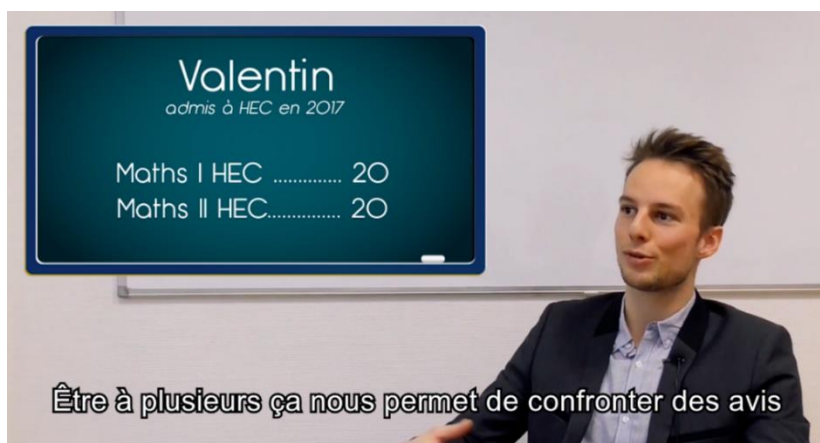 Valentin
admis à HEC en 2017
Maths I HEC .............. 20
Maths II HEC............... 20
Être à plusieurs ça nous permet de confronter des avis